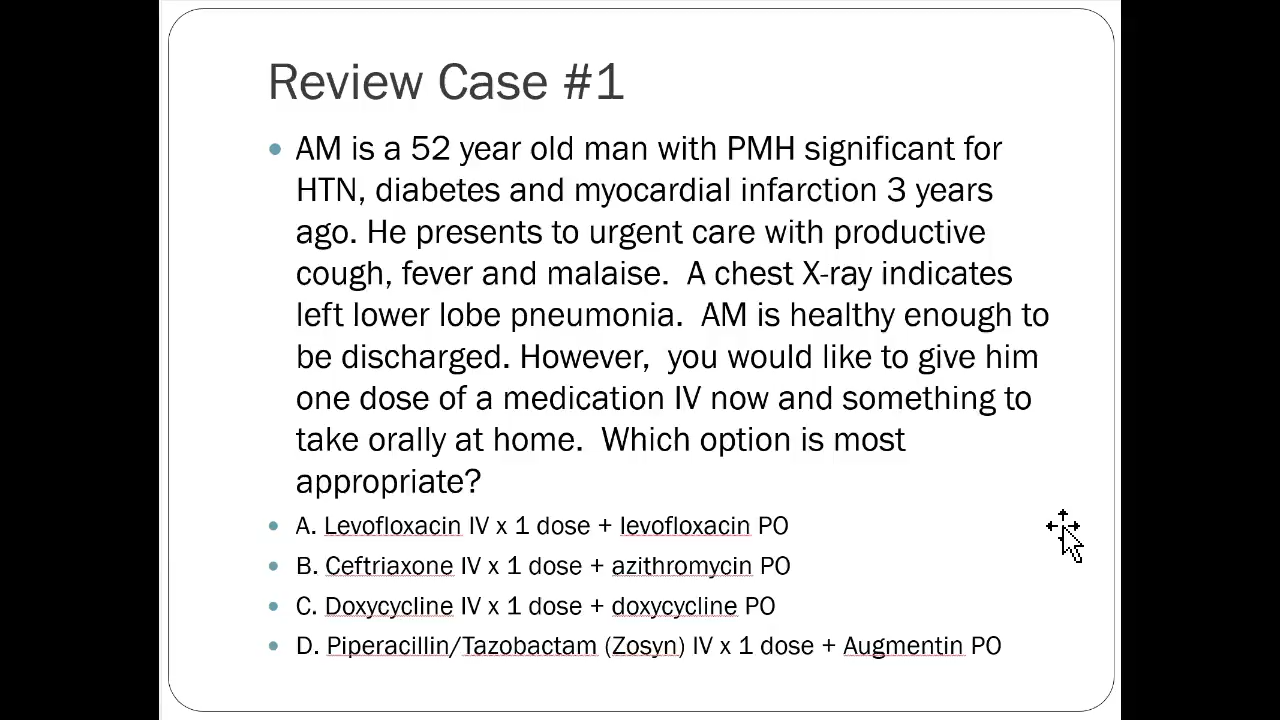 Review Case #1
AM is a 52 year old man with PMH significant for
HTN, diabetes and myocardial infarction 3 years
ago. He presents to urgent care with productive
cough, fever and malaise.  A chest X-ray indicates
left lower lobe pneumonia.  AM is healthy enough to
be discharged. However,  you would like to give him
one dose of a medication IV now and something to
take orally at home.  Which option is most
appropriate?
A. Levofloxacin IV x 1 dose + levofloxacin PO
B. Ceftriaxone IV x 1 dose + azithromycin PO
C. Doxycycline IV x 1 dose + doxycycline PO
D. Piperacillin/Tazobactam (Zosyn) IV x 1 dose + Augmentin PO